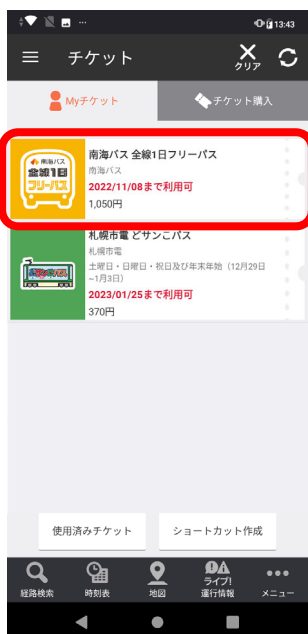 13:43
チケット
クリア
Myチケット
チケット購入
南海バス
全線1日
フリーパス
南海バス 全線1日フリーパス
南海バス
2022/11/08まで利用可
1,050円
札幌市電 どサンこパス
札幌市電
土曜日・日曜日・祝日及び年末年始（12月29日
~1月3日）
2023/01/25まで利用可
370円
使用済みチケット
ショートカット作成
経路検索
時刻表
地図
ライブ!
運行情報
メニュー